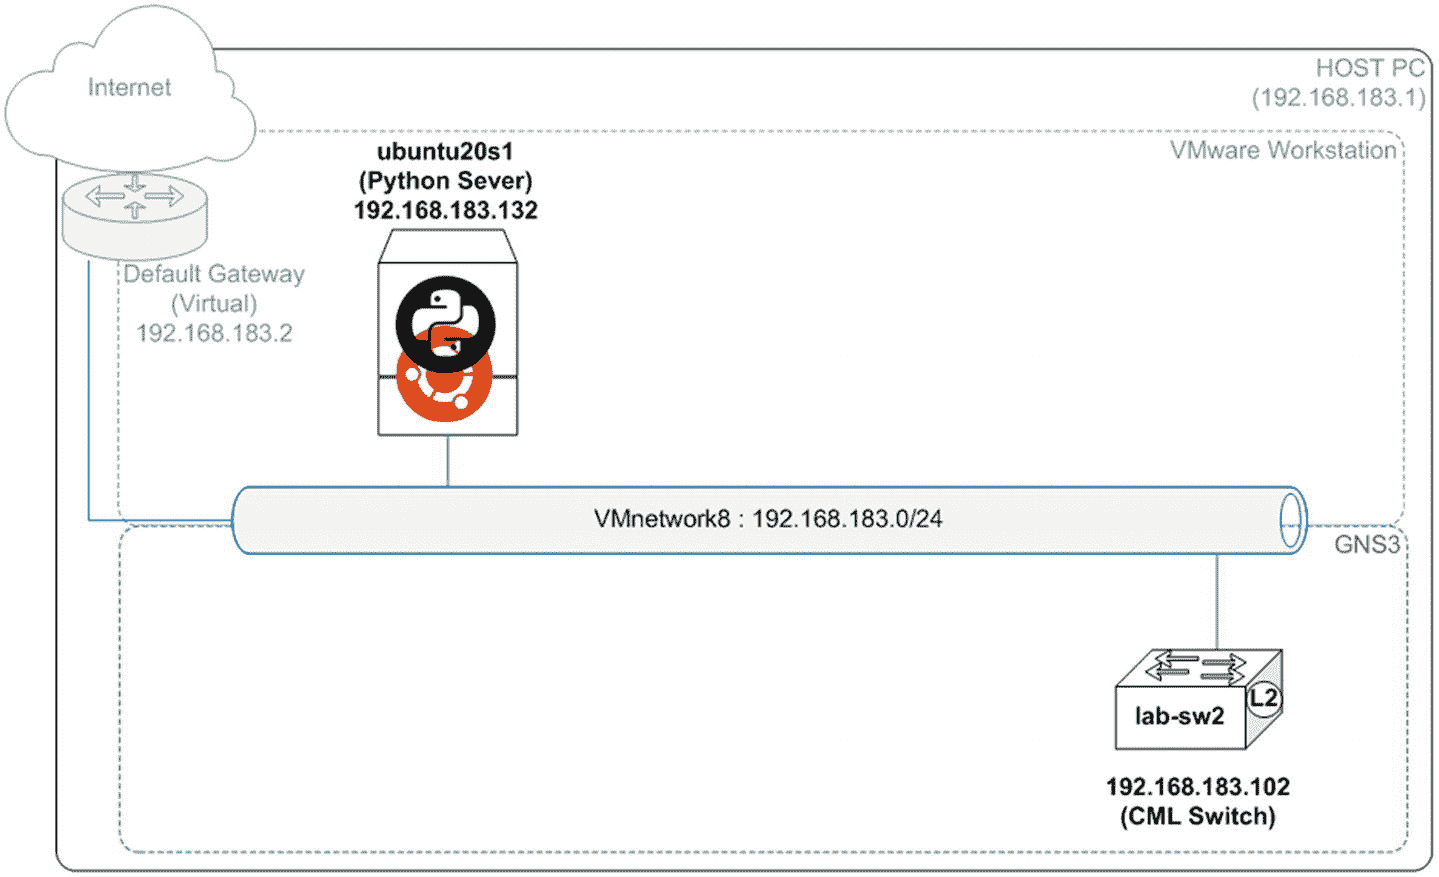 Internet
HOST PC
(192.168.183.1)
VMware Workstation
ubuntu20s1
(Python Sever)
192.168.183.132
Default Gateway
(Virtual)
192.168.183.2
VMnetwork8 : 192.168.183.0/24
GNS3
L2
lab-sw2
192.168.183.102
(CML Switch)